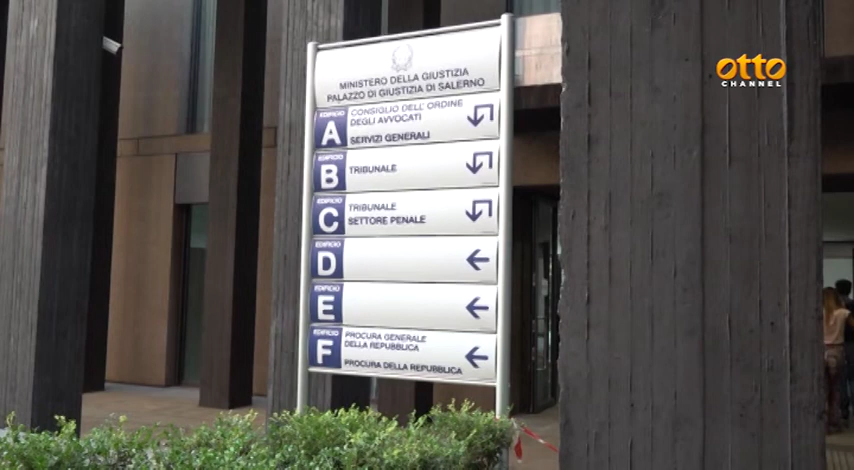 otto
CHANNEL
MINISTERO DELLA GIUSTIZIA
PALAZZO DI GIUSTIZIA DI SALERNO
EDIFICIO
A
CONSIGLIO DELL' ORDINE
DEGLI AVVOCATI
SERVIZI GENERALI
EDIFICIO
B
TRIBUNALE
EDIFICIO
C
TRIBUNALE
SETTORE PENALE
EDIFICIO
D
EDIFICIO
E
EDIFICIO
F
PROCURA GENERALE
DELLA REPUBBLICA
PROCURA DELLA REPUBBLICA